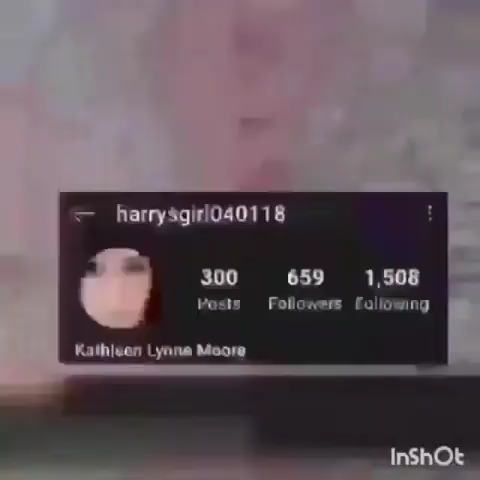 harrysgirl040118
300 659 1,508
Posts Followers Following
Kathleen Lynne Moore
InShOt